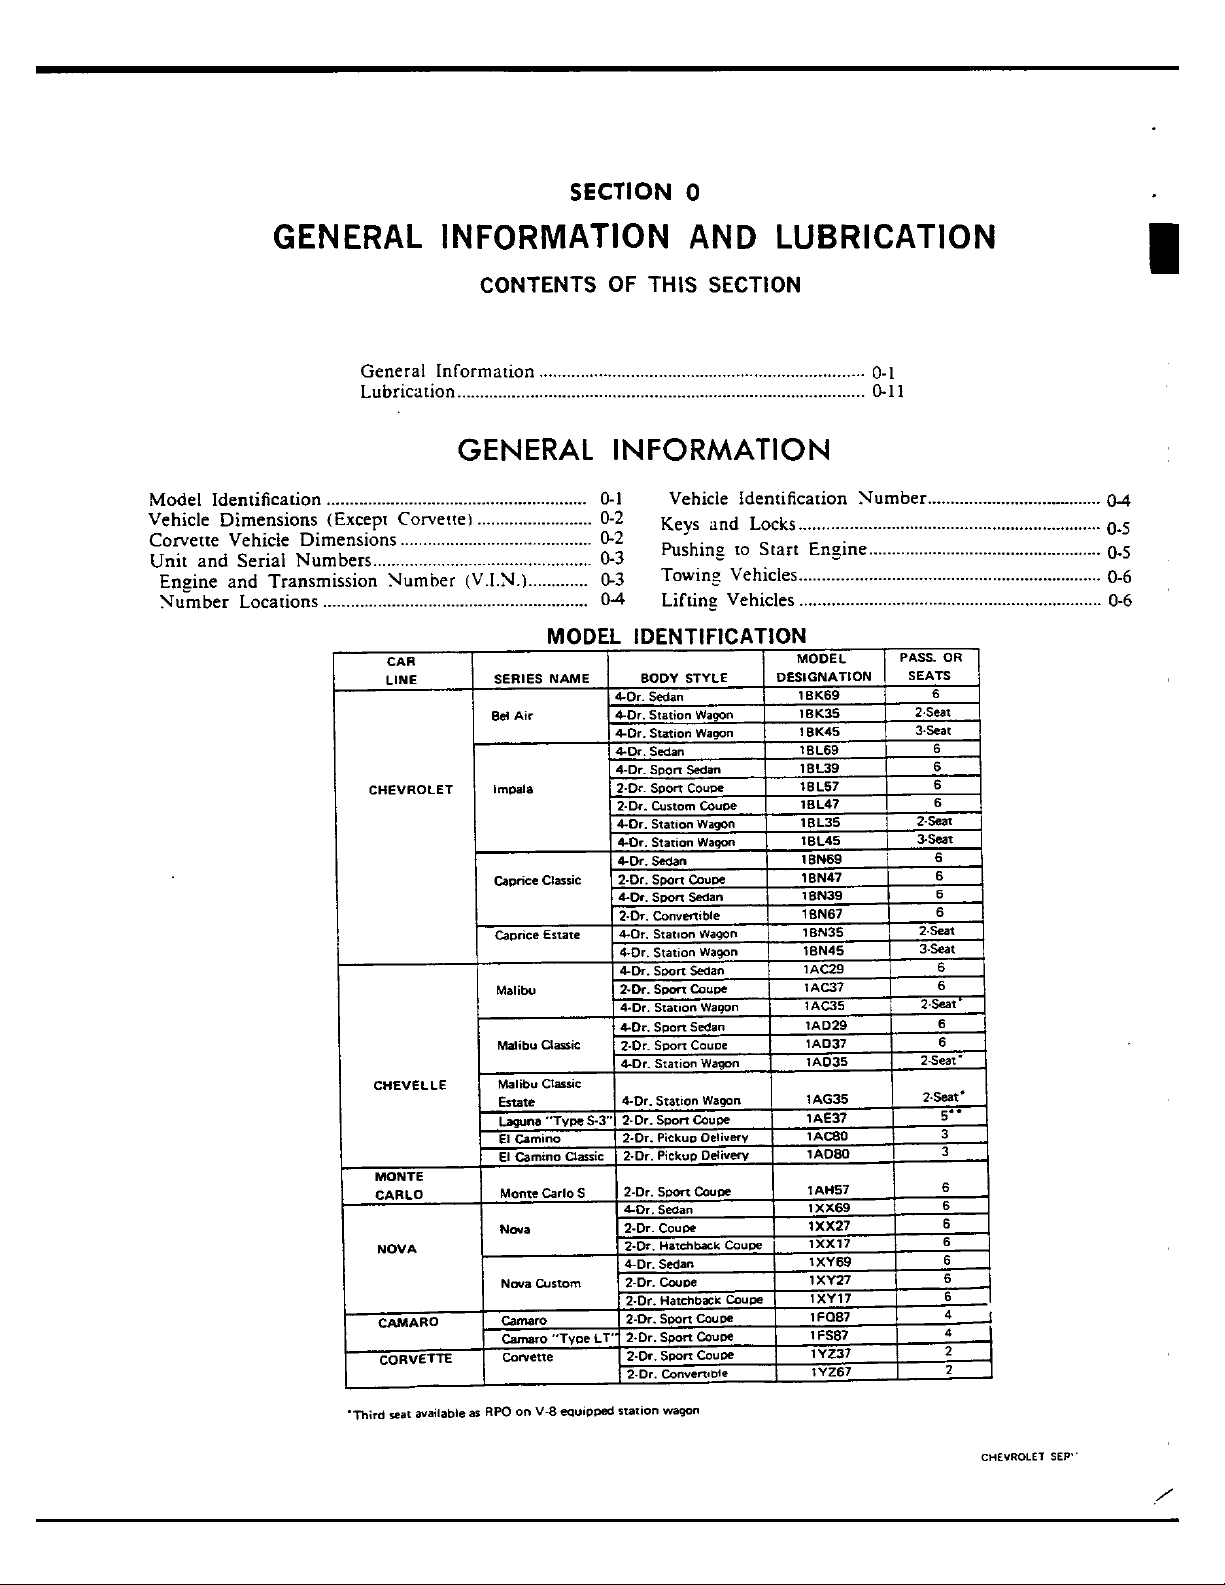 SECTION 0
GENERAL INFORMATION AND LUBRICATION
CONTENTS OF THIS SECTION
General Information ........ 0-1
Lubrication ........ 0-11
GENERAL INFORMATION
Model Identification ........ 0-1
Vehicle Dimensions (Except Corvette) ........ 0-2
Corvette Vehicle Dimensions ........ 0-2
Unit and Serial Numbers ........ 0-3
Engine and Transmission Number (V.I.N.) ........ 0-3
Number Locations ........ 0-4
Vehicle Identification Number ........ 0-4
Keys and Locks ........ 0-5
Pushing to Start Engine ........ 0-5
Towing Vehicles ........ 0-6
Lifting Vehicles ........ 0-6
MODEL IDENTIFICATION
CAR LINE SERIES NAME BODY STYLE MODEL DESIGNATION PASS. OR SEATS
CHEVROLET Bel Air 4-Dr. Sedan 1BK69 6
4-Dr. Station Wagon 1BK35 2-Seat
4-Dr. Station Wagon 1BK45 3-Seat
Impala 4-Dr. Sedan 1BL69 6
4-Dr. Sport Sedan 1BL39 6
2-Dr. Sport Coupe 1BL57 6
2-Dr. Custom Coupe 1BL47 6
4-Dr. Station Wagon 1BL35 2-Seat
4-Dr. Station Wagon 1BL45 3-Seat
Caprice Classic 4-Dr. Sedan 1BN69 6
2-Dr. Sport Coupe 1BN47 6
4-Dr. Sport Sedan 1BN39 6
2-Dr. Convertible 1BN67 6
Caprice Estate 4-Dr. Station Wagon 1BN35 2-Seat
4-Dr. Station Wagon 1BN45 3-Seat
CHEVELLE Malibu 4-Dr. Sport Sedan 1AC29 6
2-Dr. Sport Coupe 1AC37 6
4-Dr. Station Wagon 1AC35 2-Seat*
Malibu Classic 4-Dr. Sport Sedan 1AD29 6
2-Dr. Sport Coupe 1AD37 6
4-Dr. Station Wagon 1AD35 2-Seat*
Malibu Classic Estate 4-Dr. Station Wagon 1AG35 2-Seat*
Laguna "Type S-3" 2-Dr. Sport Coupe 1AE37 5**
El Camino 2-Dr. Pickup Delivery 1AC80 3
El Camino Classic 2-Dr. Pickup Delivery 1AD80 3
MONTE CARLO Monte Carlo S 2-Dr. Sport Coupe 1AH57 6
NOVA Nova 4-Dr. Sedan 1XX69 6
2-Dr. Coupe 1XX27 6
2-Dr. Hatchback Coupe 1XX17 6
Nova Custom 4-Dr. Sedan 1XY69 6
2-Dr. Coupe 1XY27 6
2-Dr. Hatchback Coupe 1XY17 6
CAMARO Camaro 2-Dr. Sport Coupe 1FQ87 4
Camaro "Type LT" 2-Dr. Sport Coupe 1FS87 4
CORVETTE Corvette 2-Dr. Sport Coupe 1YZ37 2
2-Dr. Convertible 1YZ67 2
*Third seat available as RPO on V-8 equipped station wagon
CHEVROLET